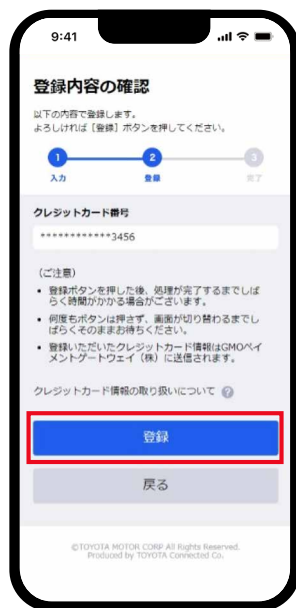 9:41
登録内容の確認
以下の内容で登録します。
よろしければ [登録] ボタンを押してください。
1 2 3
入力 登録 完了
クレジットカード番号
************3456
(ご注意)
• 登録ボタンを押した後、処理が完了するまでしば
らく時間がかかる場合がございます。
• 何度もボタンは押さず、画面が切り替わるまでし
ばらくそのままお待ちください。
• 登録いただいたクレジットカード情報はGMOペイ
メントゲートウェイ (株) に送信されます。
クレジットカード情報の取り扱いについて ?
登録
戻る
©TOYOTA MOTOR CORP All Rights Reserved.
Produced by TOYOTA Connected Co.